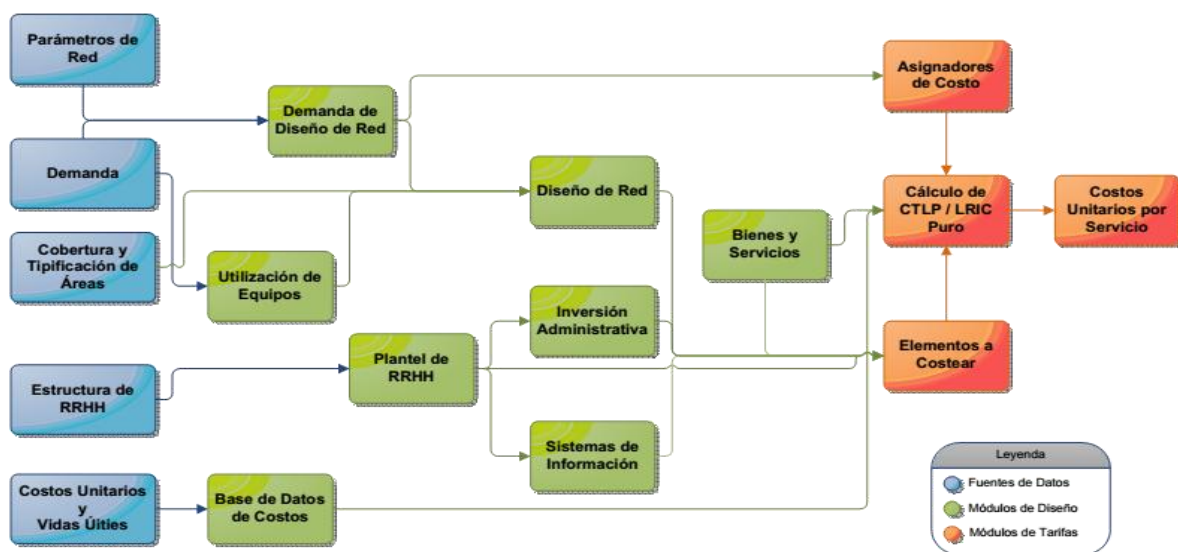 Parámetros de
Red
Demanda
Cobertura y
Tipificación de
Áreas
Estructura de
RRHH
Costos Unitarios
y
Vidas Úities
Demanda de
Diseño de Red
Utilización de
Equipos
Plantel de
RRHH
Base de Datos
de Costos
Diseño de Red
Inversión
Administrativa
Sistemas de
Información
Bienes y
Servicios
Asignadores
de Costo
Cálculo de
CTLP / LRIC
Puro
Elementos a
Costear
Costos
Unitarios por
Servicio
Leyenda
Fuentes de Datos
Módulos de Diseño
Módulos de Tarifas